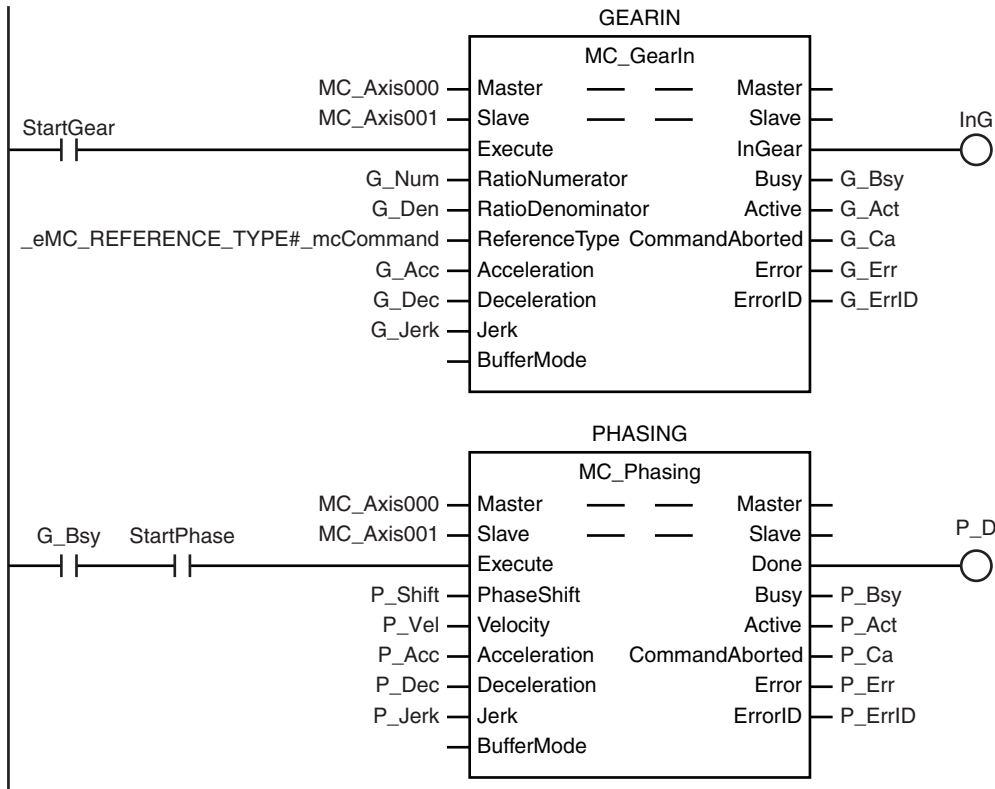 GEARIN
MC_GearIn
MC_Axis000 Master Master
MC_Axis001 Slave Slave
StartGear Execute InGear InG
G_Num RatioNumerator Busy G_Bsy
G_Den RatioDenominator Active G_Act
_eMC_REFERENCE_TYPE#_mcCommand ReferenceType CommandAborted G_Ca
G_Acc Acceleration Error G_Err
G_Dec Deceleration ErrorID G_ErrID
G_Jerk Jerk
BufferMode
PHASING
MC_Phasing
MC_Axis000 Master Master
MC_Axis001 Slave Slave
G_Bsy StartPhase Execute Done P_D
P_Shift PhaseShift Busy P_Bsy
P_Vel Velocity Active P_Act
P_Acc Acceleration CommandAborted P_Ca
P_Dec Deceleration Error P_Err
P_Jerk Jerk ErrorID P_ErrID
BufferMode